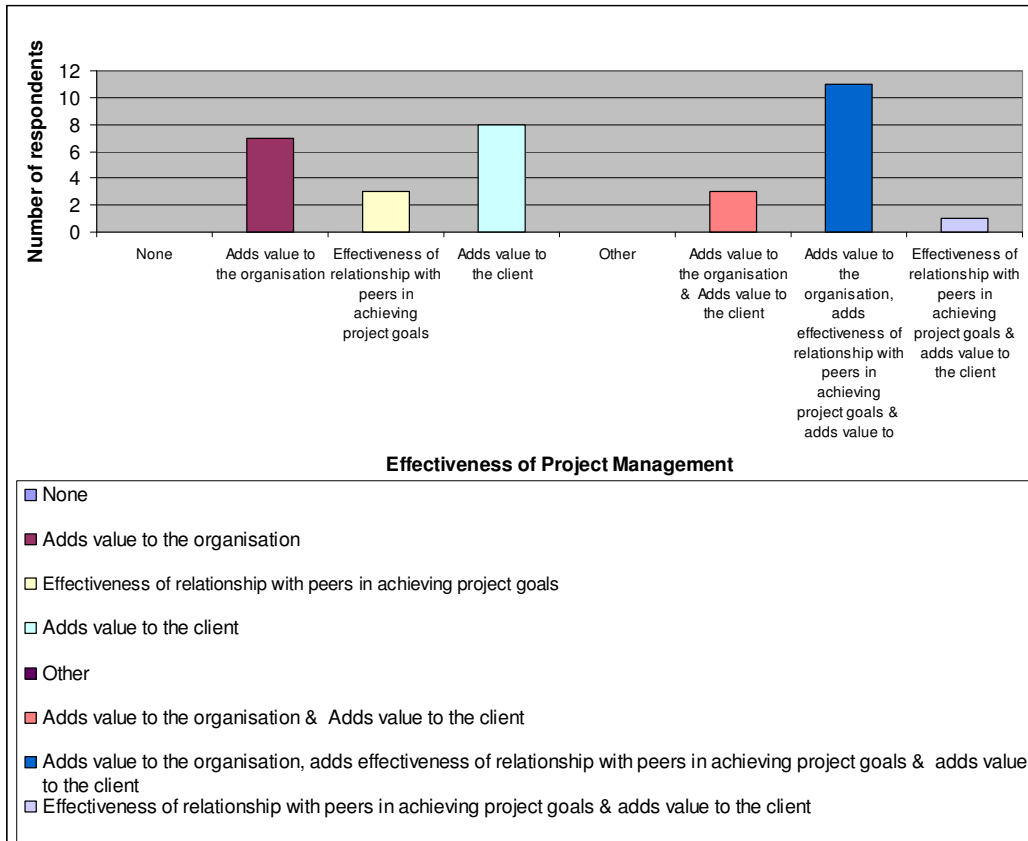 Number of respondents
12
10
8
6
4
2
0
None
Adds value to
the organisation
Effectiveness of
relationship with
peers in
achieving
project goals
Adds value to
the client
Other
Adds value to
the organisation
& Adds value to
the client
Adds value to
the
organisation,
adds
effectiveness of
relationship with
peers in
achieving
project goals &
adds value to
Effectiveness of
relationship with
peers in
achieving
project goals &
adds value to
the client
Effectiveness of Project Management
None
Adds value to the organisation
Effectiveness of relationship with peers in achieving project goals
Adds value to the client
Other
Adds value to the organisation & Adds value to the client
Adds value to the organisation, adds effectiveness of relationship with peers in achieving project goals & adds value
to the client
Effectiveness of relationship with peers in achieving project goals & adds value to the client